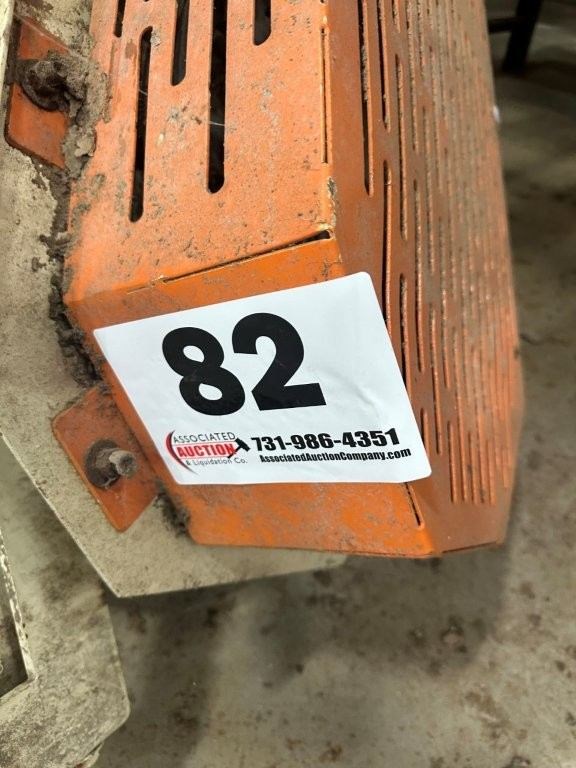 82
ASSOCIATED
AUCTION
& Liquidation Co.
731-986-4351
AssociatedAuctionCompany.com